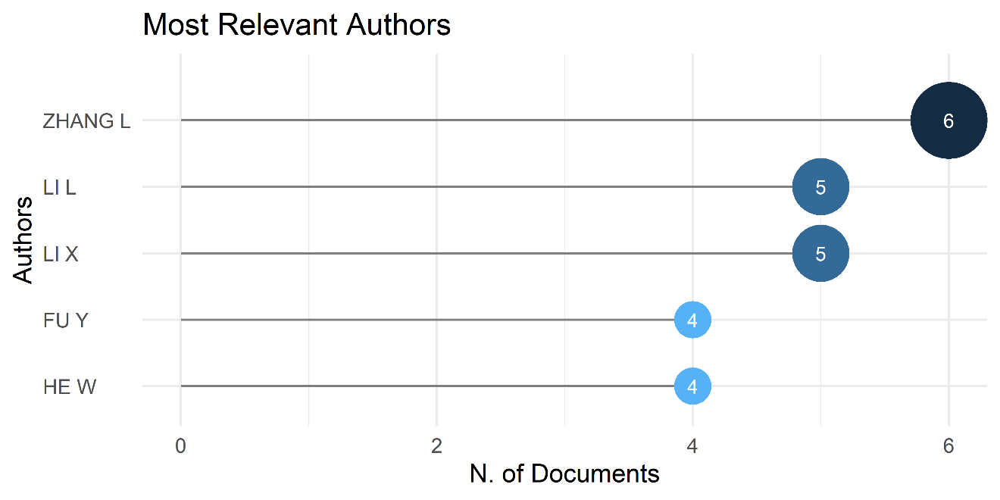 Most Relevant Authors
Authors
ZHANG L
6
LI L
5
LI X
5
FU Y
4
HE W
4
0 2 4 6
N. of Documents